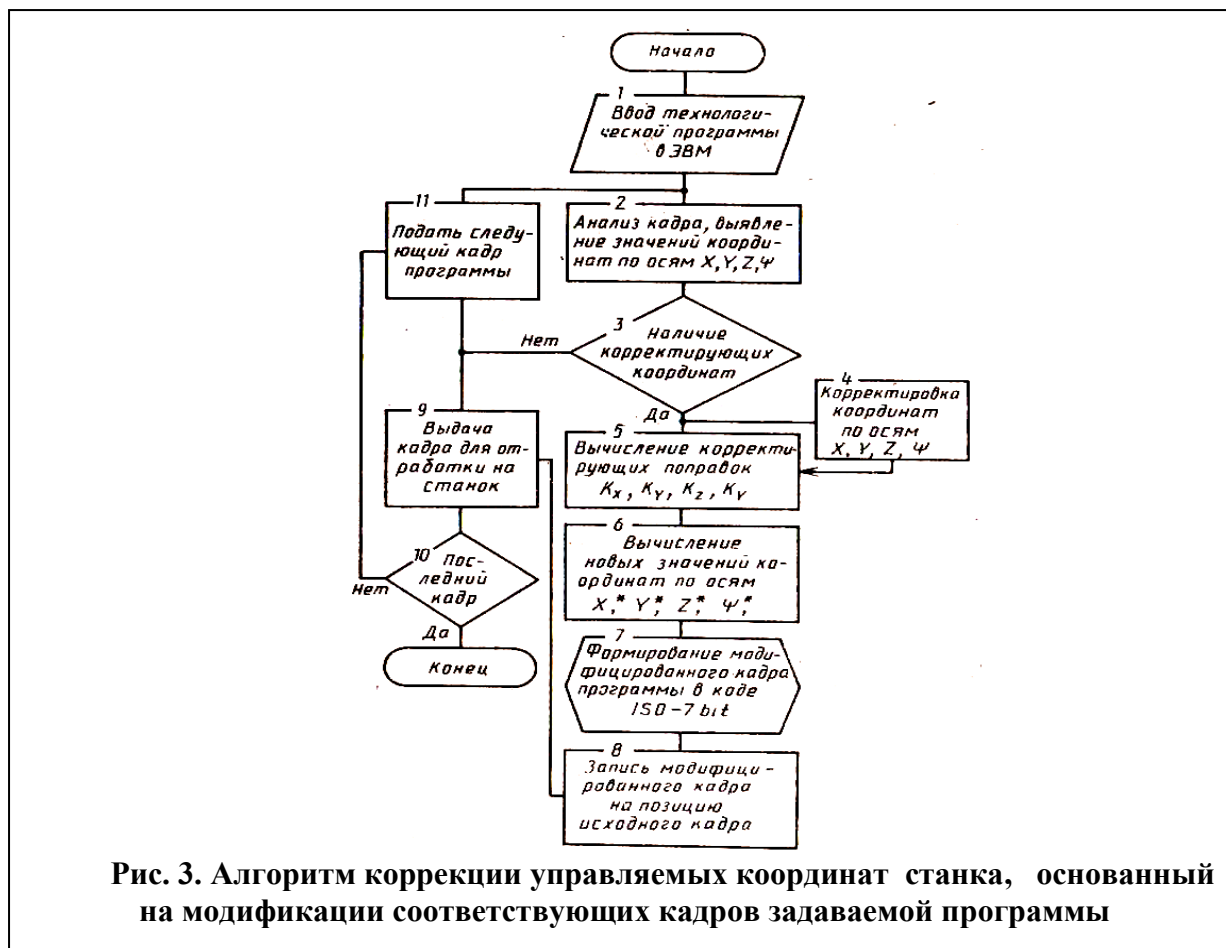 Начало
1
Ввод технологи-
ческой программы
в ЭВМ
11
Подать следу-
ющий кадр
программы
2
Анализ кадра, выявле-
ние значений коорди-
нат по осям X, Y, Z, Ψ
3
Наличие
корректирующих
координат
Нет
Да
4
Корректировка
координат
по осям
X, Y, Z, Ψ
9
Выдача
кадра для от-
работки на
станок
5
Вычисление корректи-
рующих поправок
Kx, KY, Kz, KY
10 Пос-
ледний
кадр
Нет
Да
Конец
6
Вычисление
новых значений ко-
ординат по осям
X,* Y,* Z,* Ψ,*
7
Формирование моди-
фицированного кадра
программы в коде
ISO-7 bit
8
Запись модифици-
рованного кадра
на позицию
исходного кадра
Рис. 3. Алгоритм коррекции управляемых координат станка, основанный
на модификации соответствующих кадров задаваемой программы